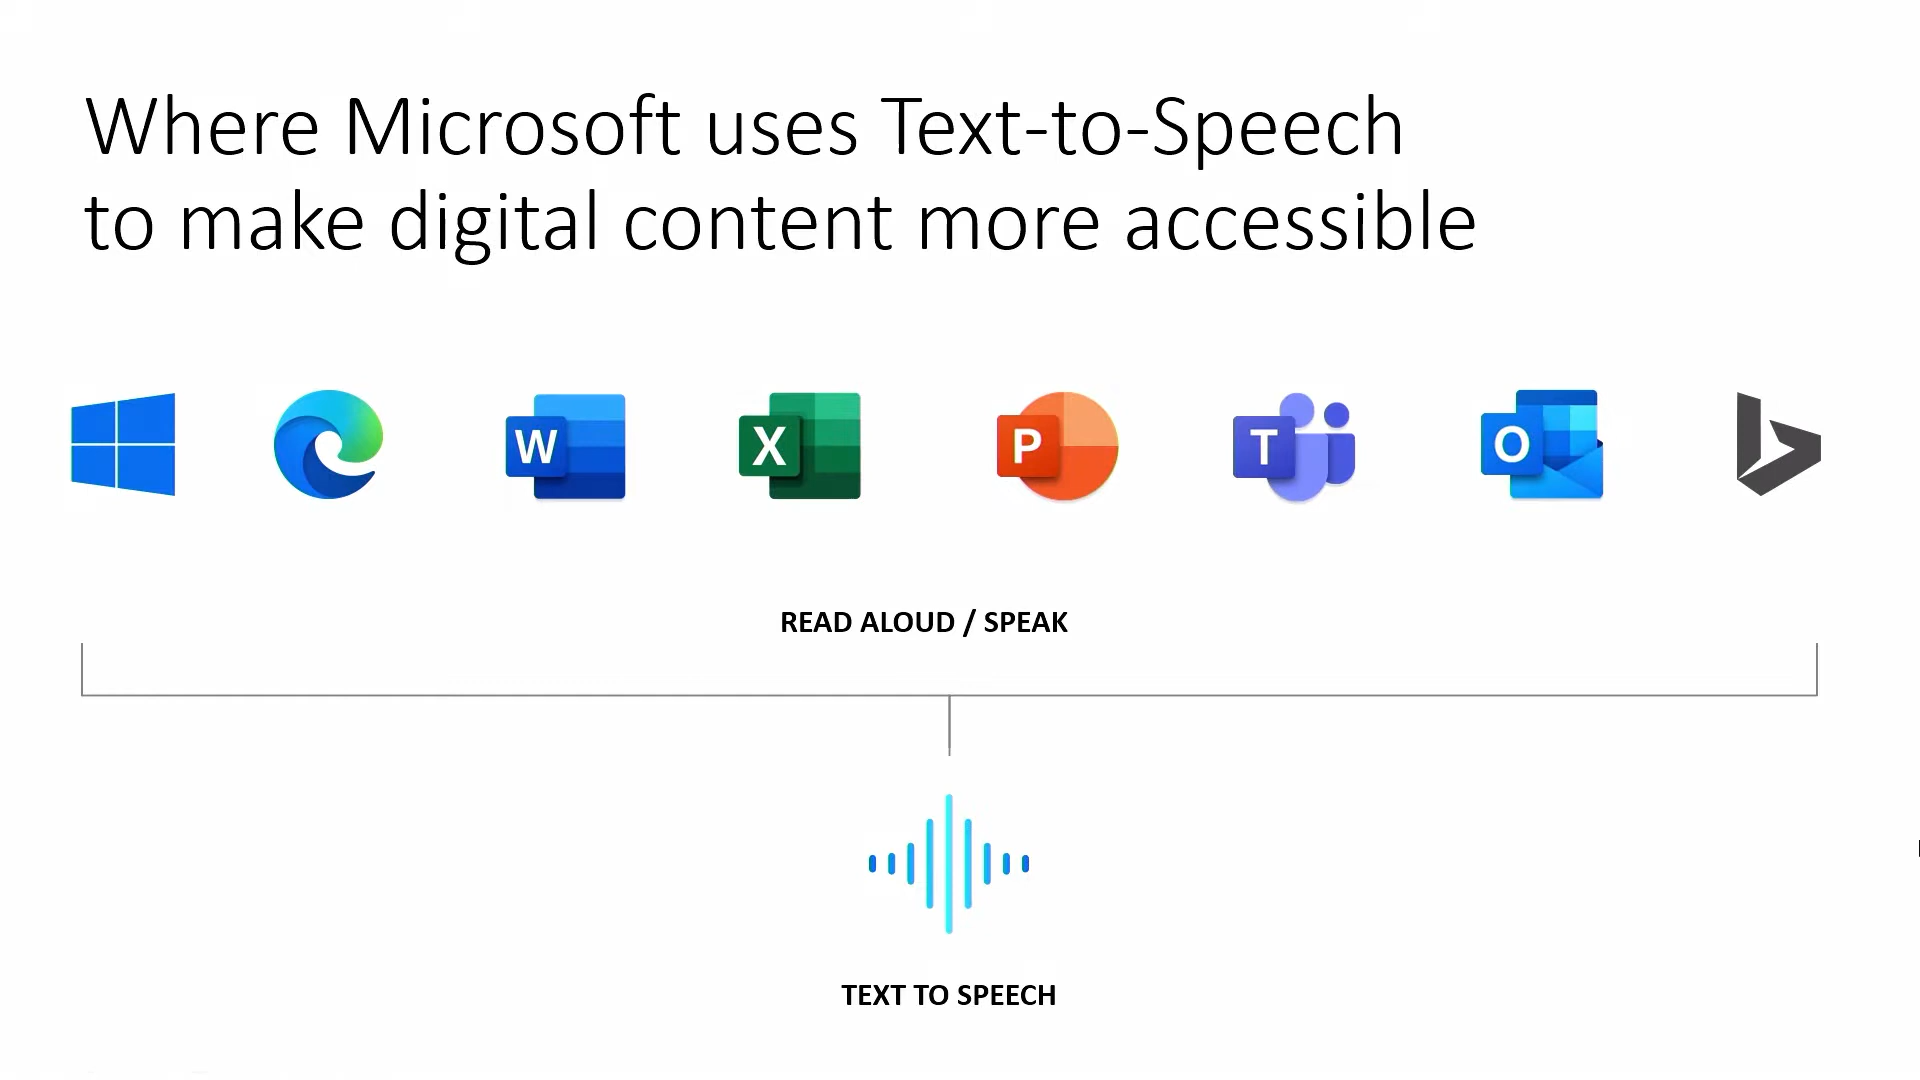 Where Microsoft uses Text-to-Speech
to make digital content more accessible
W
X
P
T
O
READ ALOUD / SPEAK
TEXT TO SPEECH